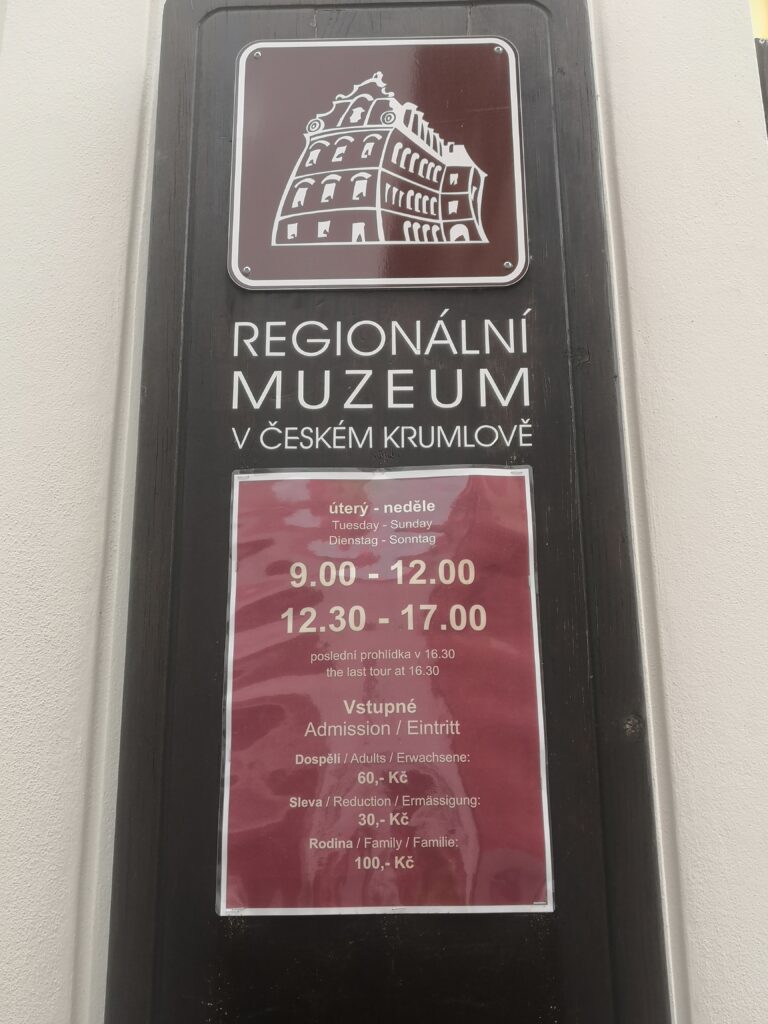 REGIONÁLNÍ
MUZEUM
V ČESKÉM KRUMLOVĚ
úterý - neděle
Tuesday - Sunday
Dienstag - Sonntag
9.00 - 12.00
12.30 - 17.00
poslední prohlídka v 16.30
the last tour at 16.30
Vstupné
Admission / Eintritt
Dospělí / Adults / Erwachsene:
60,- Kč
Sleva / Reduction / Ermässigung:
30,- Kč
Rodina / Family / Familie:
100,- Kč